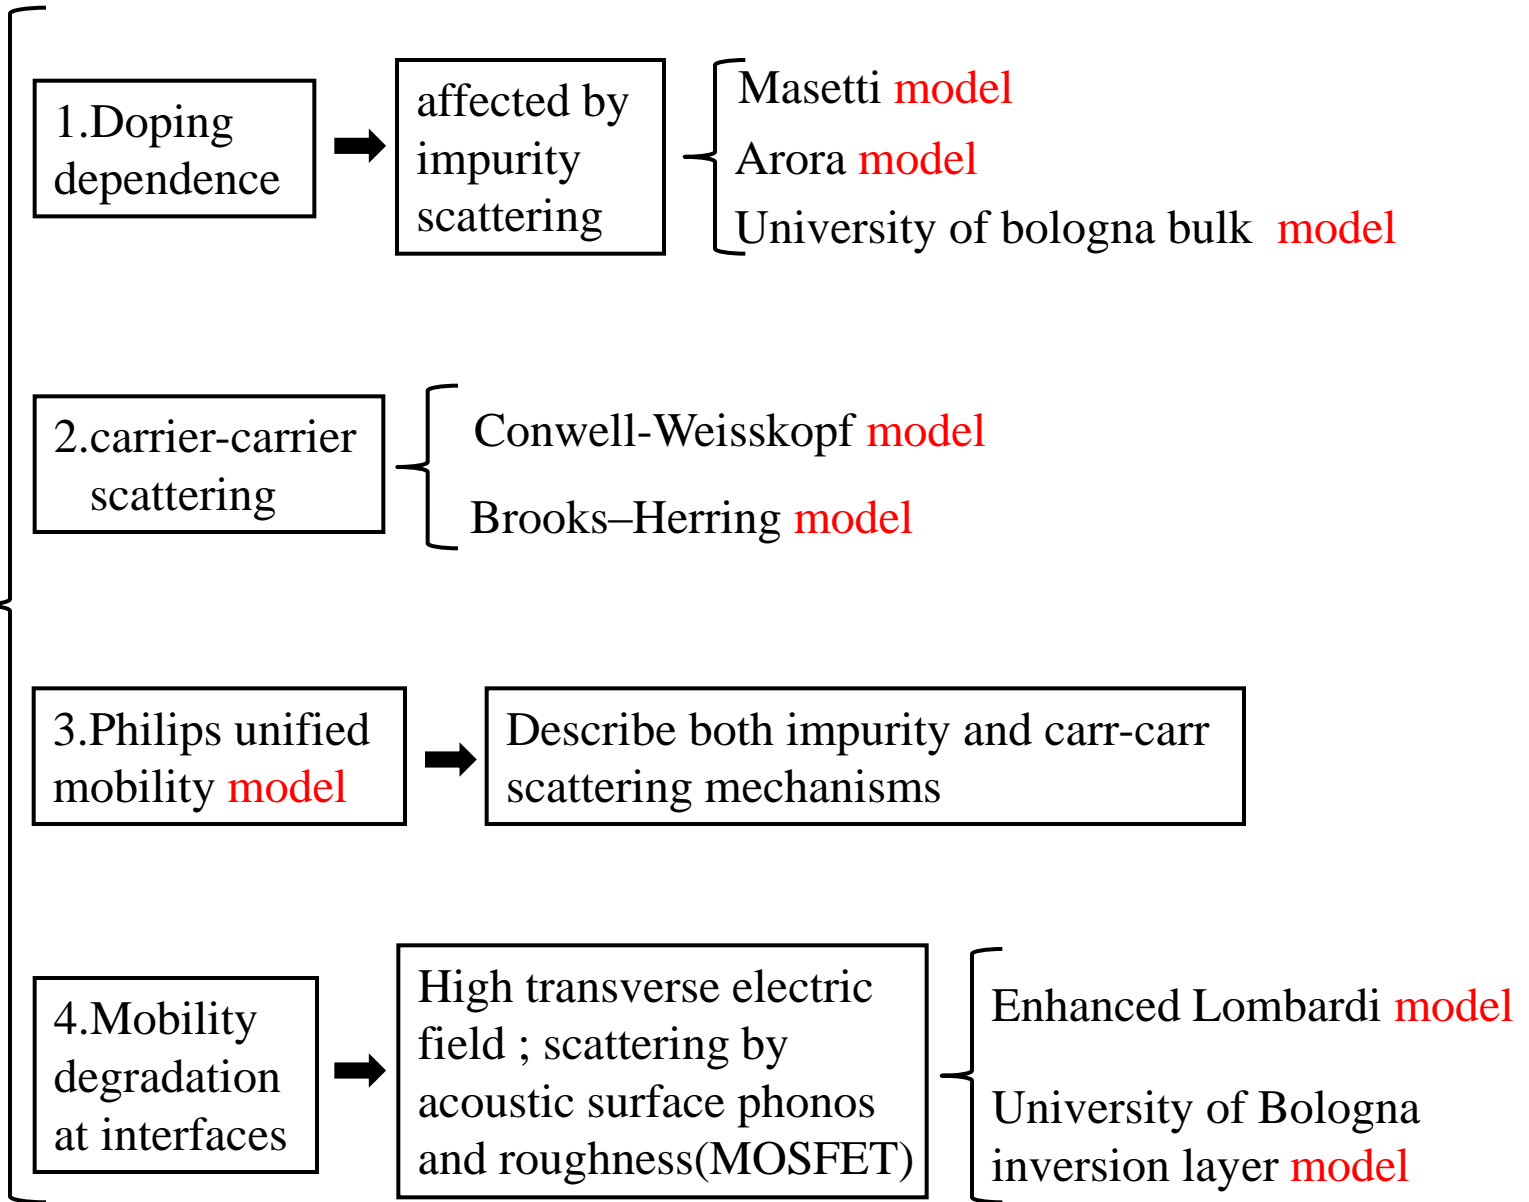 1.Doping
dependence
affected by
impurity
scattering
Masetti model
Arora model
University of bologna bulk model
2.carrier-carrier
scattering
Conwell-Weisskopf model
Brooks–Herring model
3.Philips unified
mobility model
Describe both impurity and carr-carr
scattering mechanisms
4.Mobility
degradation
at interfaces
High transverse electric
field ; scattering by
acoustic surface phonos
and roughness(MOSFET)
Enhanced Lombardi model
University of Bologna
inversion layer model